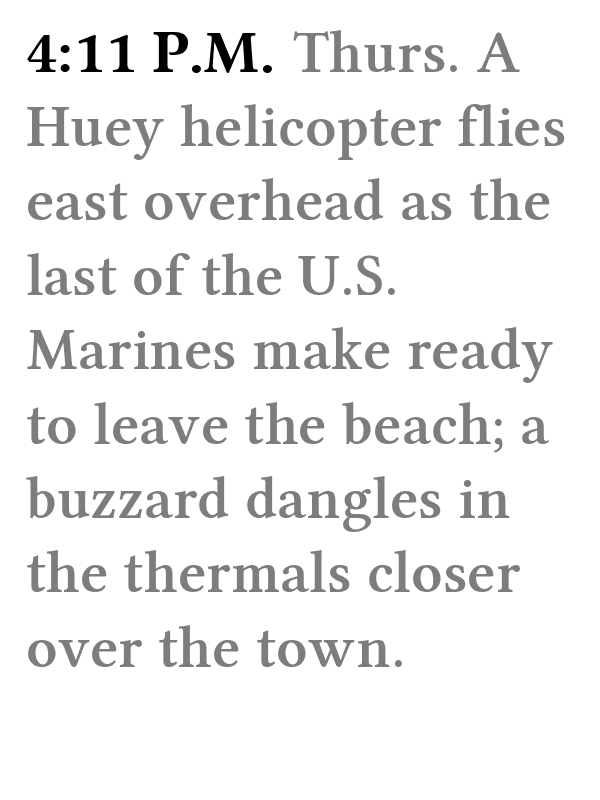 4:11 P.M. Thurs. A
Huey helicopter flies
east overhead as the
last of the U.S.
Marines make ready
to leave the beach; a
buzzard dangles in
the thermals closer
over the town.